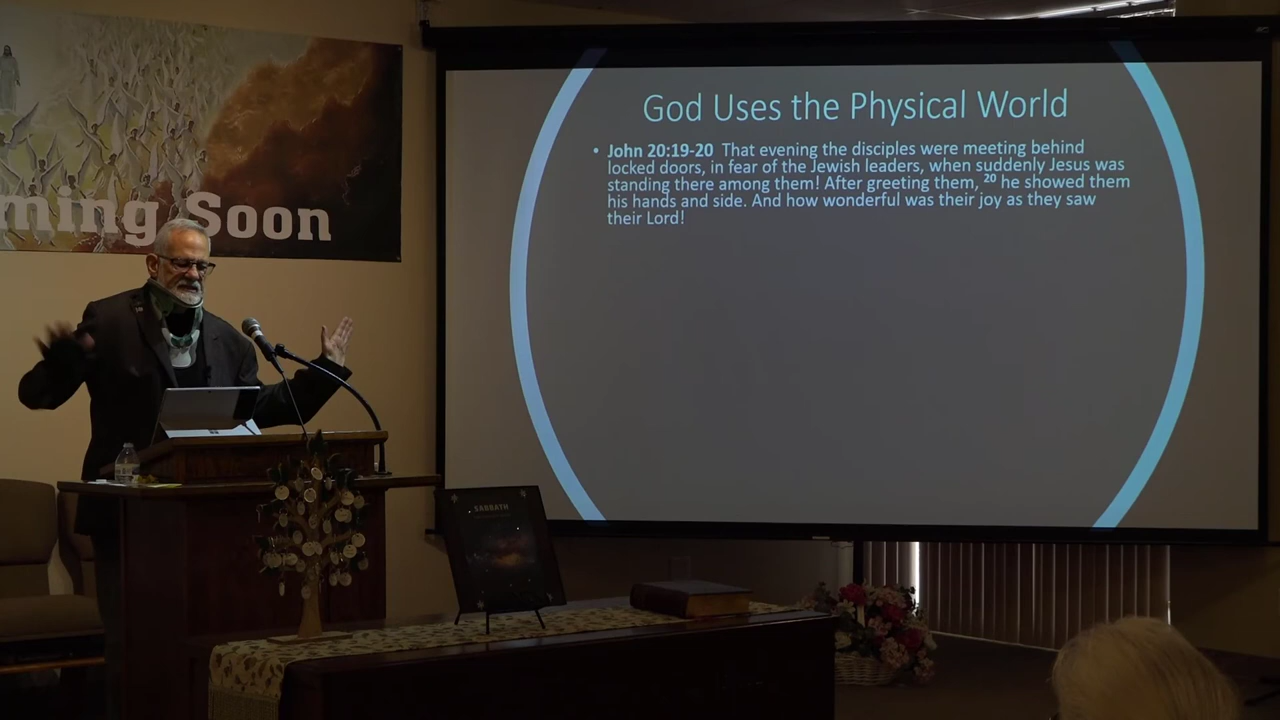 ming Soon
God Uses the Physical World
• John 20:19-20 That evening the disciples were meeting behind
locked doors, in fear of the Jewish leaders, when suddenly Jesus was
standing there among them! After greeting them, 20 he showed them
his hands and side. And how wonderful was their joy as they saw
their Lord!
SABBATH